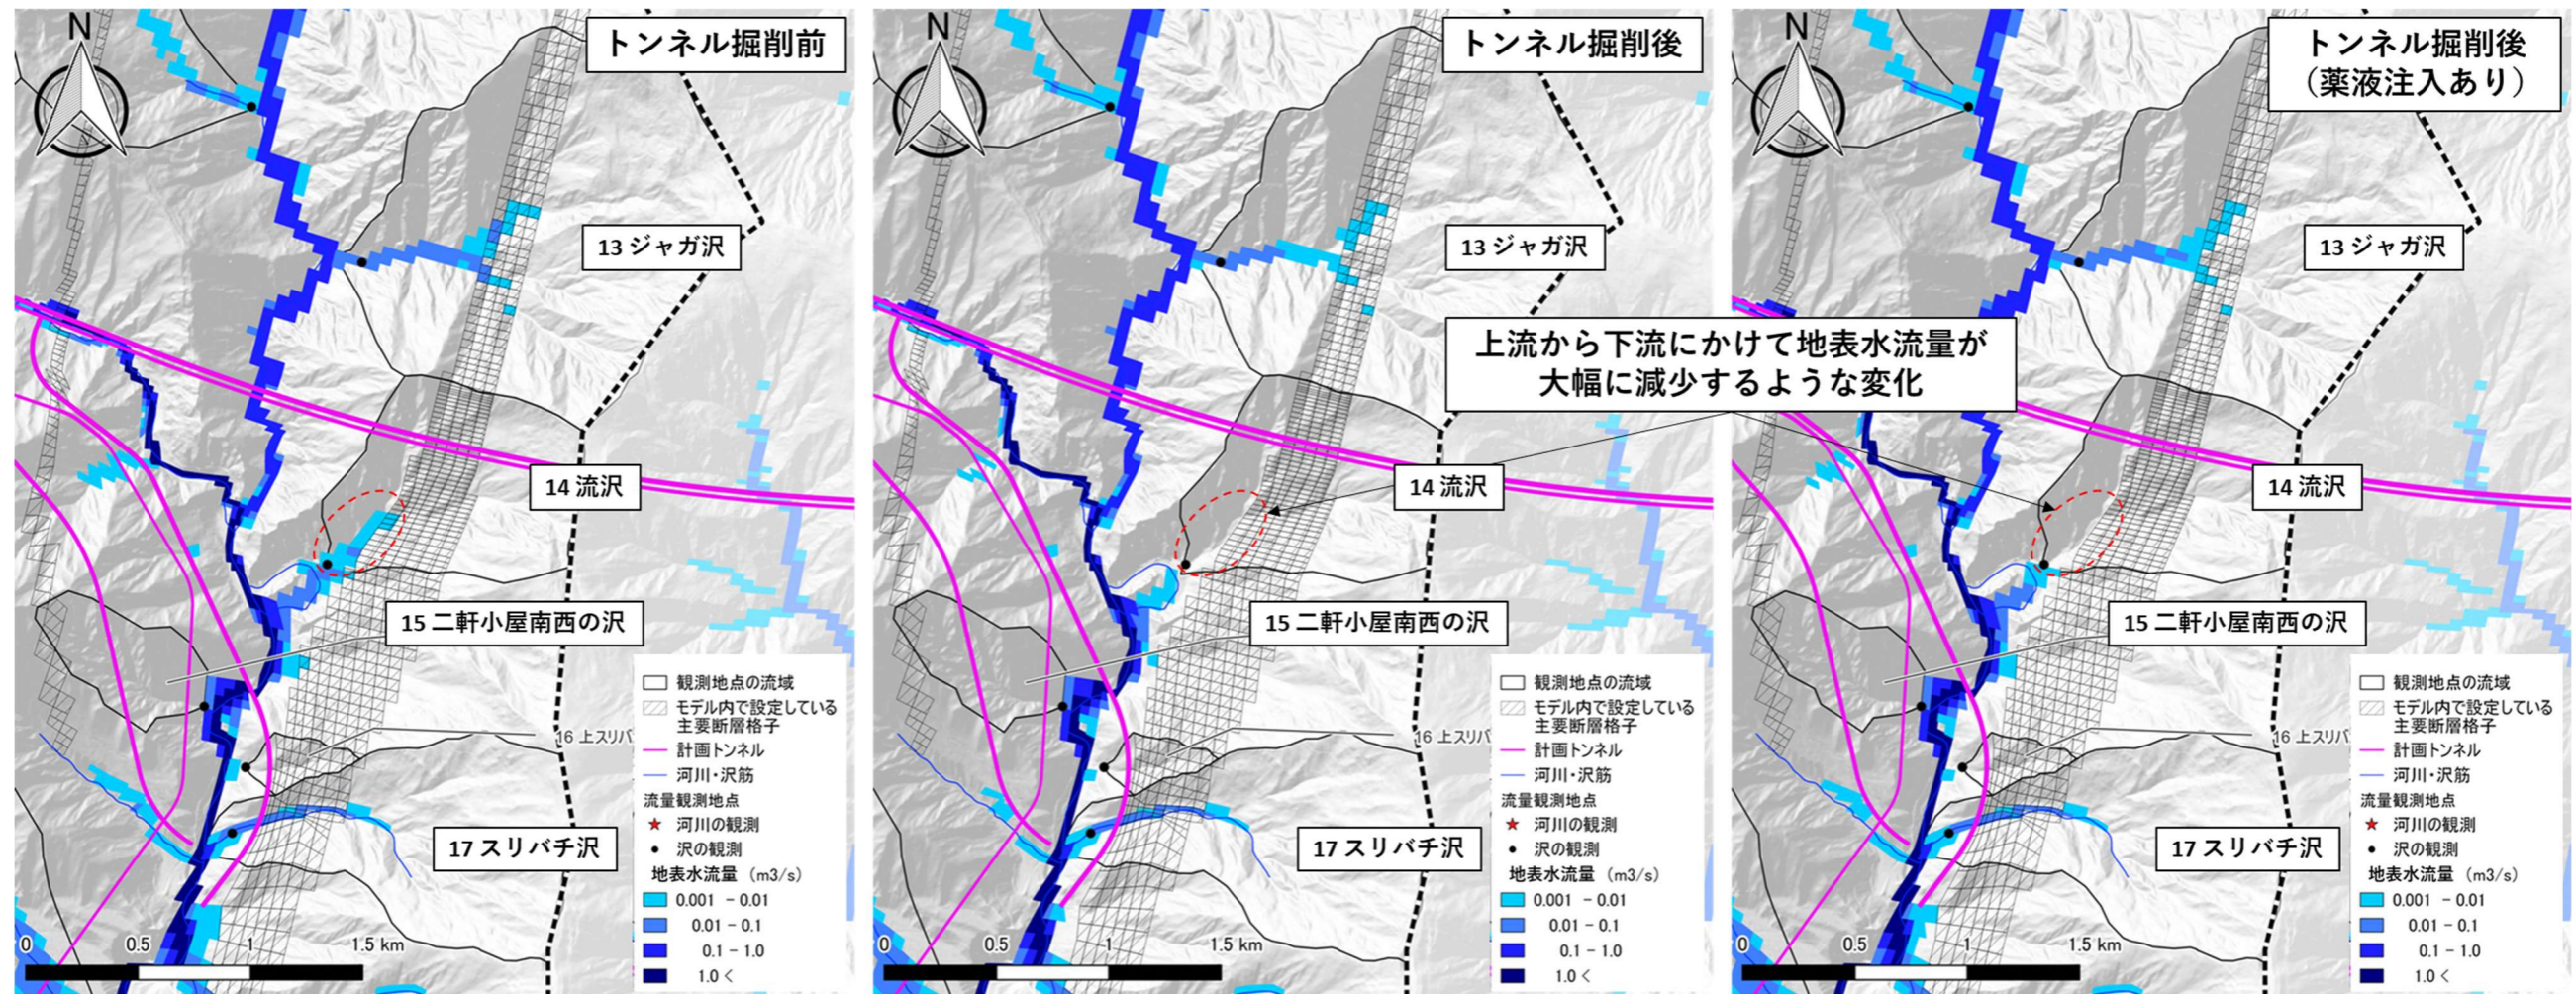 N
トンネル掘削前
13 ジャガ沢
14 流沢
15 二軒小屋南西の沢
16 上スリバ
17 スリバチ沢
観測地点の流域
モデル内で設定している
主要断層格子
計画トンネル
河川・沢筋
流量観測地点
河川の観測
沢の観測
地表水流量 (m3/s)
0.001 - 0.01
0.01 - 0.1
0.1 - 1.0
1.0 <
0 0.5 1 1.5 km
N
トンネル掘削後
13 ジャガ沢
上流から下流にかけて地表水流量が
大幅に減少するような変化
14 流沢
15 二軒小屋南西の沢
16 上スリバ
17 スリバチ沢
観測地点の流域
モデル内で設定している
主要断層格子
計画トンネル
河川・沢筋
流量観測地点
河川の観測
沢の観測
地表水流量 (m3/s)
0.001 - 0.01
0.01 - 0.1
0.1 - 1.0
1.0 <
0 0.5 1 1.5 km
N
トンネル掘削後
（薬液注入あり）
13 ジャガ沢
14 流沢
15 二軒小屋南西の沢
16 上スリバ
17 スリバチ沢
観測地点の流域
モデル内で設定している
主要断層格子
計画トンネル
河川・沢筋
流量観測地点
河川の観測
沢の観測
地表水流量 (m3/s)
0.001 - 0.01
0.01 - 0.1
0.1 - 1.0
1.0 <
0 0.5 1 1.5 km